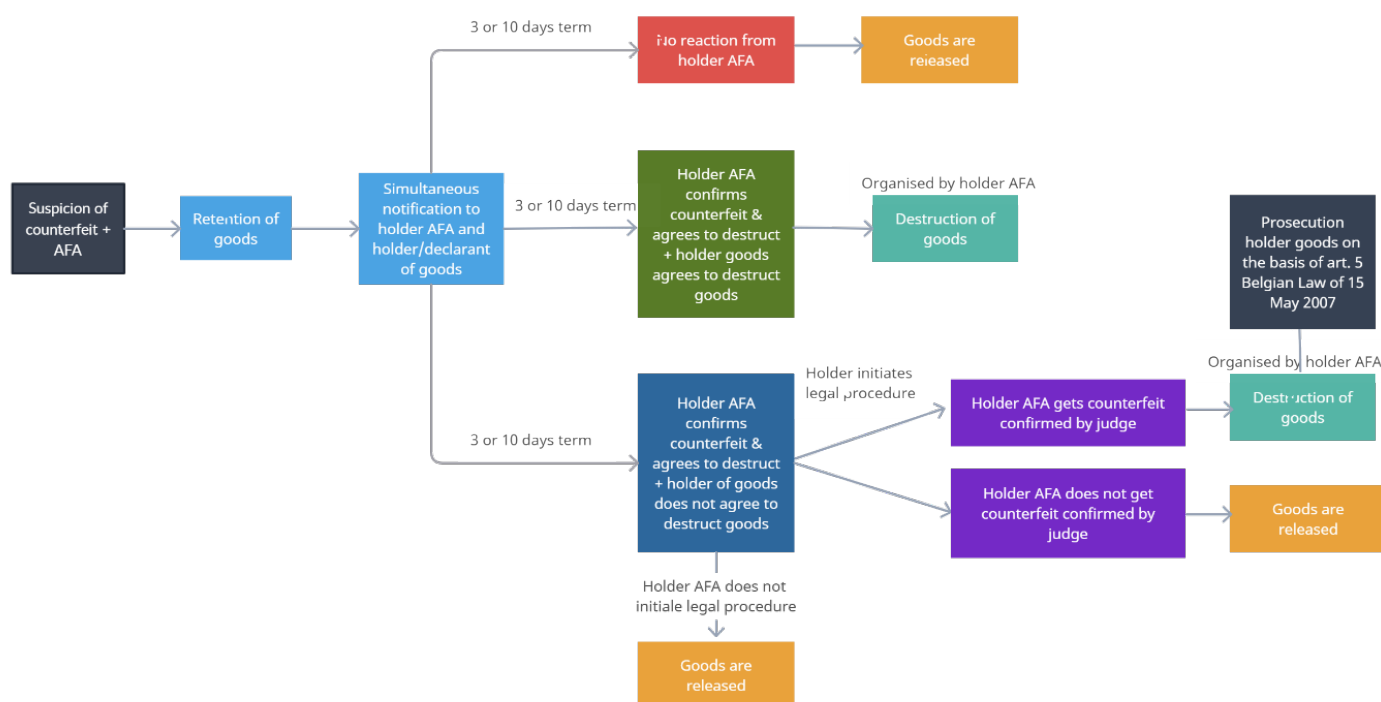 3 or 10 days term
No reaction from
holder AFA
Goods are
released
Suspicion of
counterfeit +
AFA
Retention of
goods
Simultaneous
notification to
holder AFA and
holder/declarant
of goods
3 or 10 days term
Holder AFA
confirms
counterfeit &
agrees to destruct
+ holder goods
agrees to destruct
goods
Organised by holder AFA
Destruction of
goods
Prosecution
holder goods on
the basis of art. 5
Belgian Law of 15
May 2007
3 or 10 days term
Holder AFA
confirms
counterfeit &
agrees to destruct
+ holder of goods
does not agree to
destruct goods
Holder initiates
legal procedure
Holder AFA gets counterfeit
confirmed by judge
Organised by holder AFA
Destruction of
goods
Holder AFA does not get
counterfeit confirmed by
judge
Goods are
released
Holder AFA does not
initiale legal procedure
Goods are
released